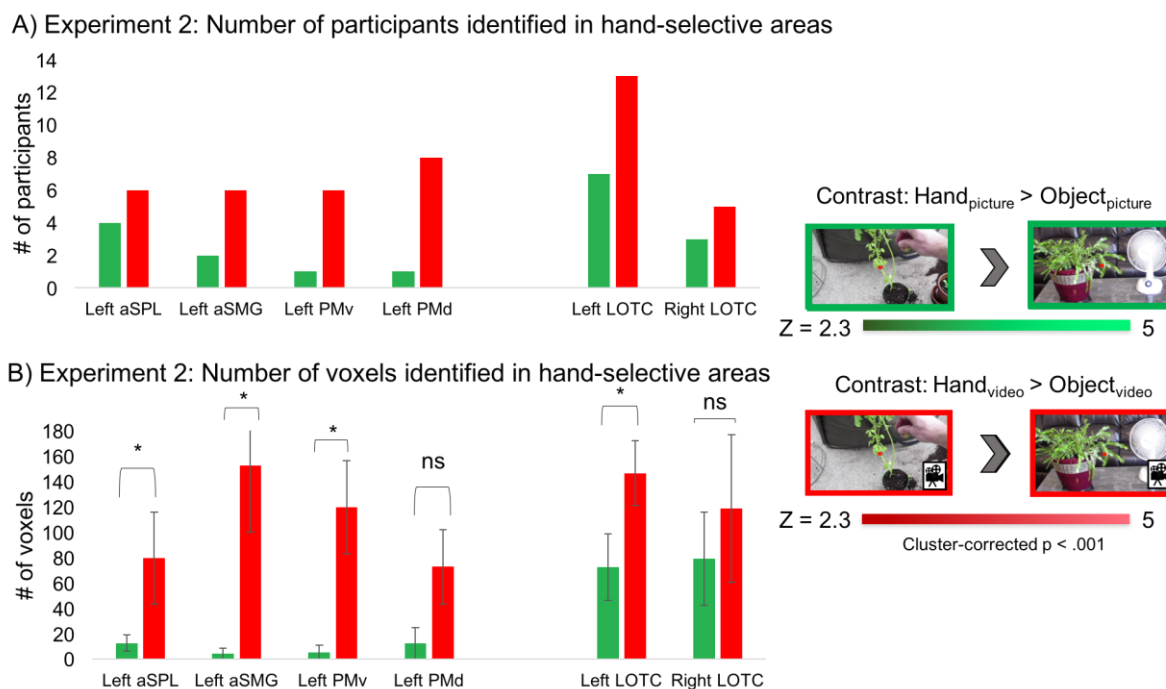 A) Experiment 2: Number of participants identified in hand-selective areas
# of participants
14
12
10
8
6
4
2
0
Left aSPL Left aSMG Left PMv Left PMd Left LOTC Right LOTC
Contrast: Hand_picture > Object_picture
Z = 2.3 5
B) Experiment 2: Number of voxels identified in hand-selective areas
# of voxels
180
160
140
120
100
80
60
40
20
0
* * * ns * ns
Left aSPL Left aSMG Left PMv Left PMd Left LOTC Right LOTC
Contrast: Hand_video > Object_video
Z = 2.3 5
Cluster-corrected p < .001